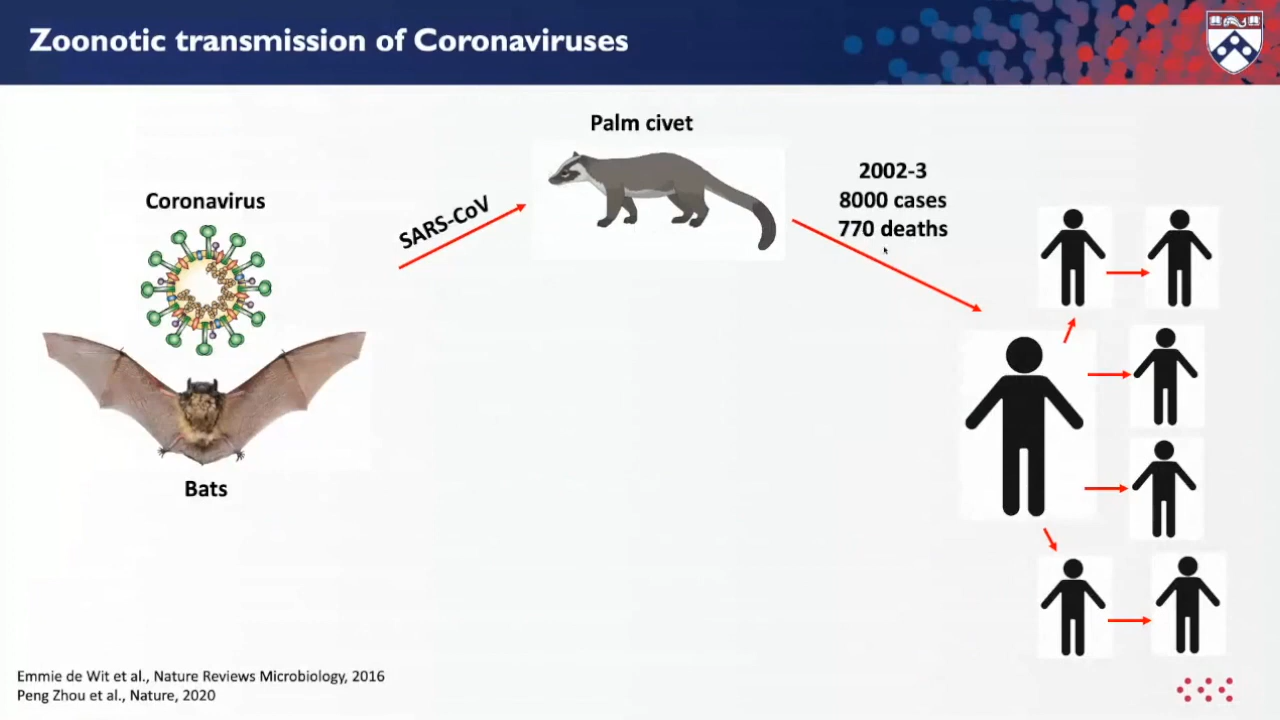 Zoonotic transmission of Coronaviruses
Palm civet
2002-3
8000 cases
770 deaths
Coronavirus
SARS-CoV
Bats
Emmie de Wit et al., Nature Reviews Microbiology, 2016
Peng Zhou et al., Nature, 2020